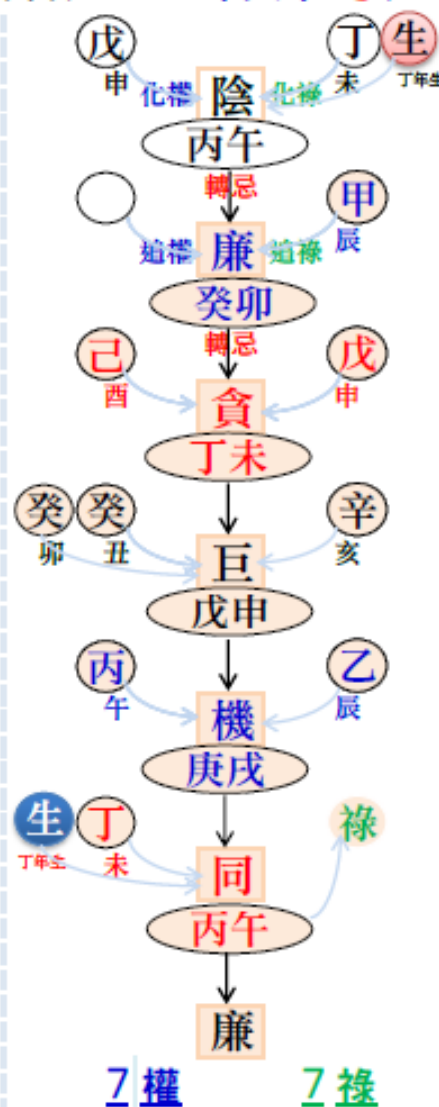 戊 丁 生
申 化權 陰 化祿 未 丁年生
丙午
轉忌
甲
追權 廉 追祿 辰
癸卯
轉忌
己 戊
酉 貪 申
丁未
癸 癸 辛
卯 丑 巨 亥
戊申
丙 乙
午 機 辰
庚戌
生 丁 祿
丁年生 未 同
丙午
廉
7 權 7 祿